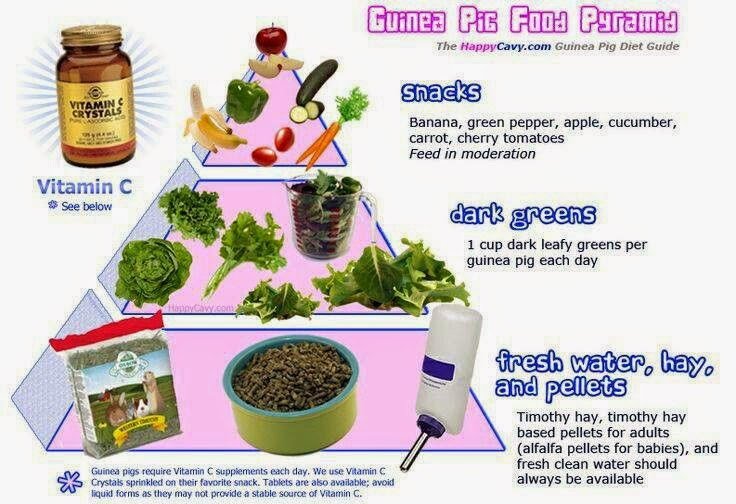 Guinea Pig Food Pyramid
The HappyCavy.com Guinea Pig Diet Guide
VITAMIN C
CRYSTALS
Vitamin C
* See below
snacks
Banana, green pepper, apple, cucumber,
carrot, cherry tomatoes
Feed in moderation
dark greens
1 cup dark leafy greens per
guinea pig each day
HappyCavy.com
OXBOW
WESTERN TIMOTHY
fresh water, hay,
and pellets
Timothy hay, timothy hay
based pellets for adults
(alfalfa pellets for babies), and
fresh clean water should
always be available
* Guinea pigs require Vitamin C supplements each day. We use Vitamin C
Crystals sprinkled on their favorite snack. Tablets are also available; avoid
liquid forms as they may not provide a stable source of Vitamin C.